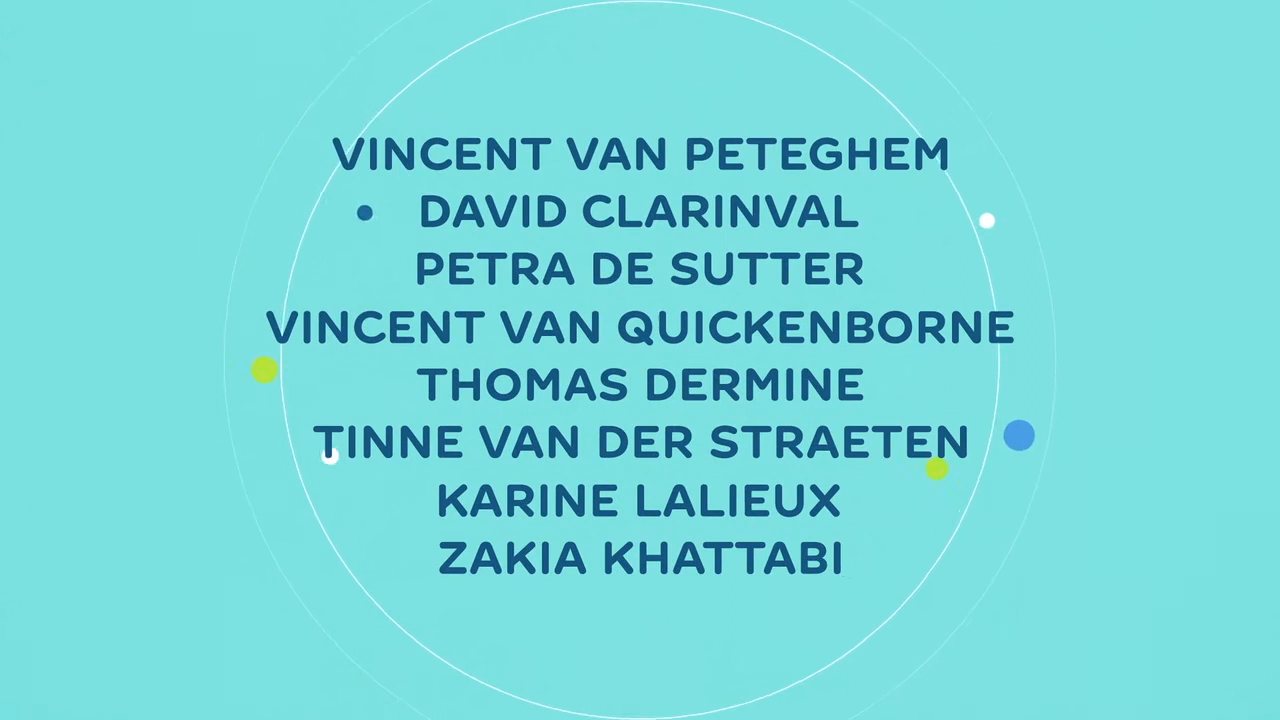 VINCENT VAN PETEGHEM
DAVID CLARINVAL
PETRA DE SUTTER
VINCENT VAN QUICKENBORNE
THOMAS DERMINE
TINNE VAN DER STRAETEN
KARINE LALIEUX
ZAKIA KHATTABI